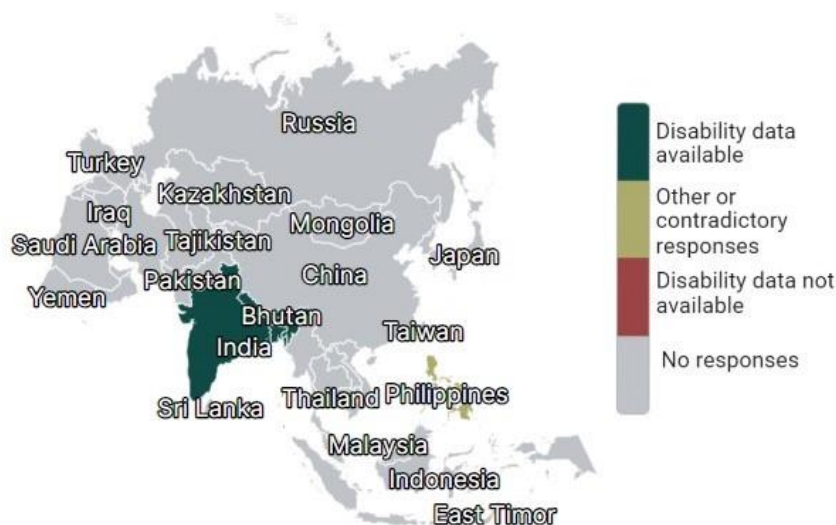 Russia
Turkey
Kazakhstan
Iraq
Mongolia
Saudi Arabia
Tajikistan
Japan
Pakistan
China
Yemen
Bhutan
Taiwan
India
Sri Lanka
Thailand
Philippines
Malaysia
Indonesia
East Timor
Disability data
available
Other or
contradictory
responses
Disability data not
available
No responses